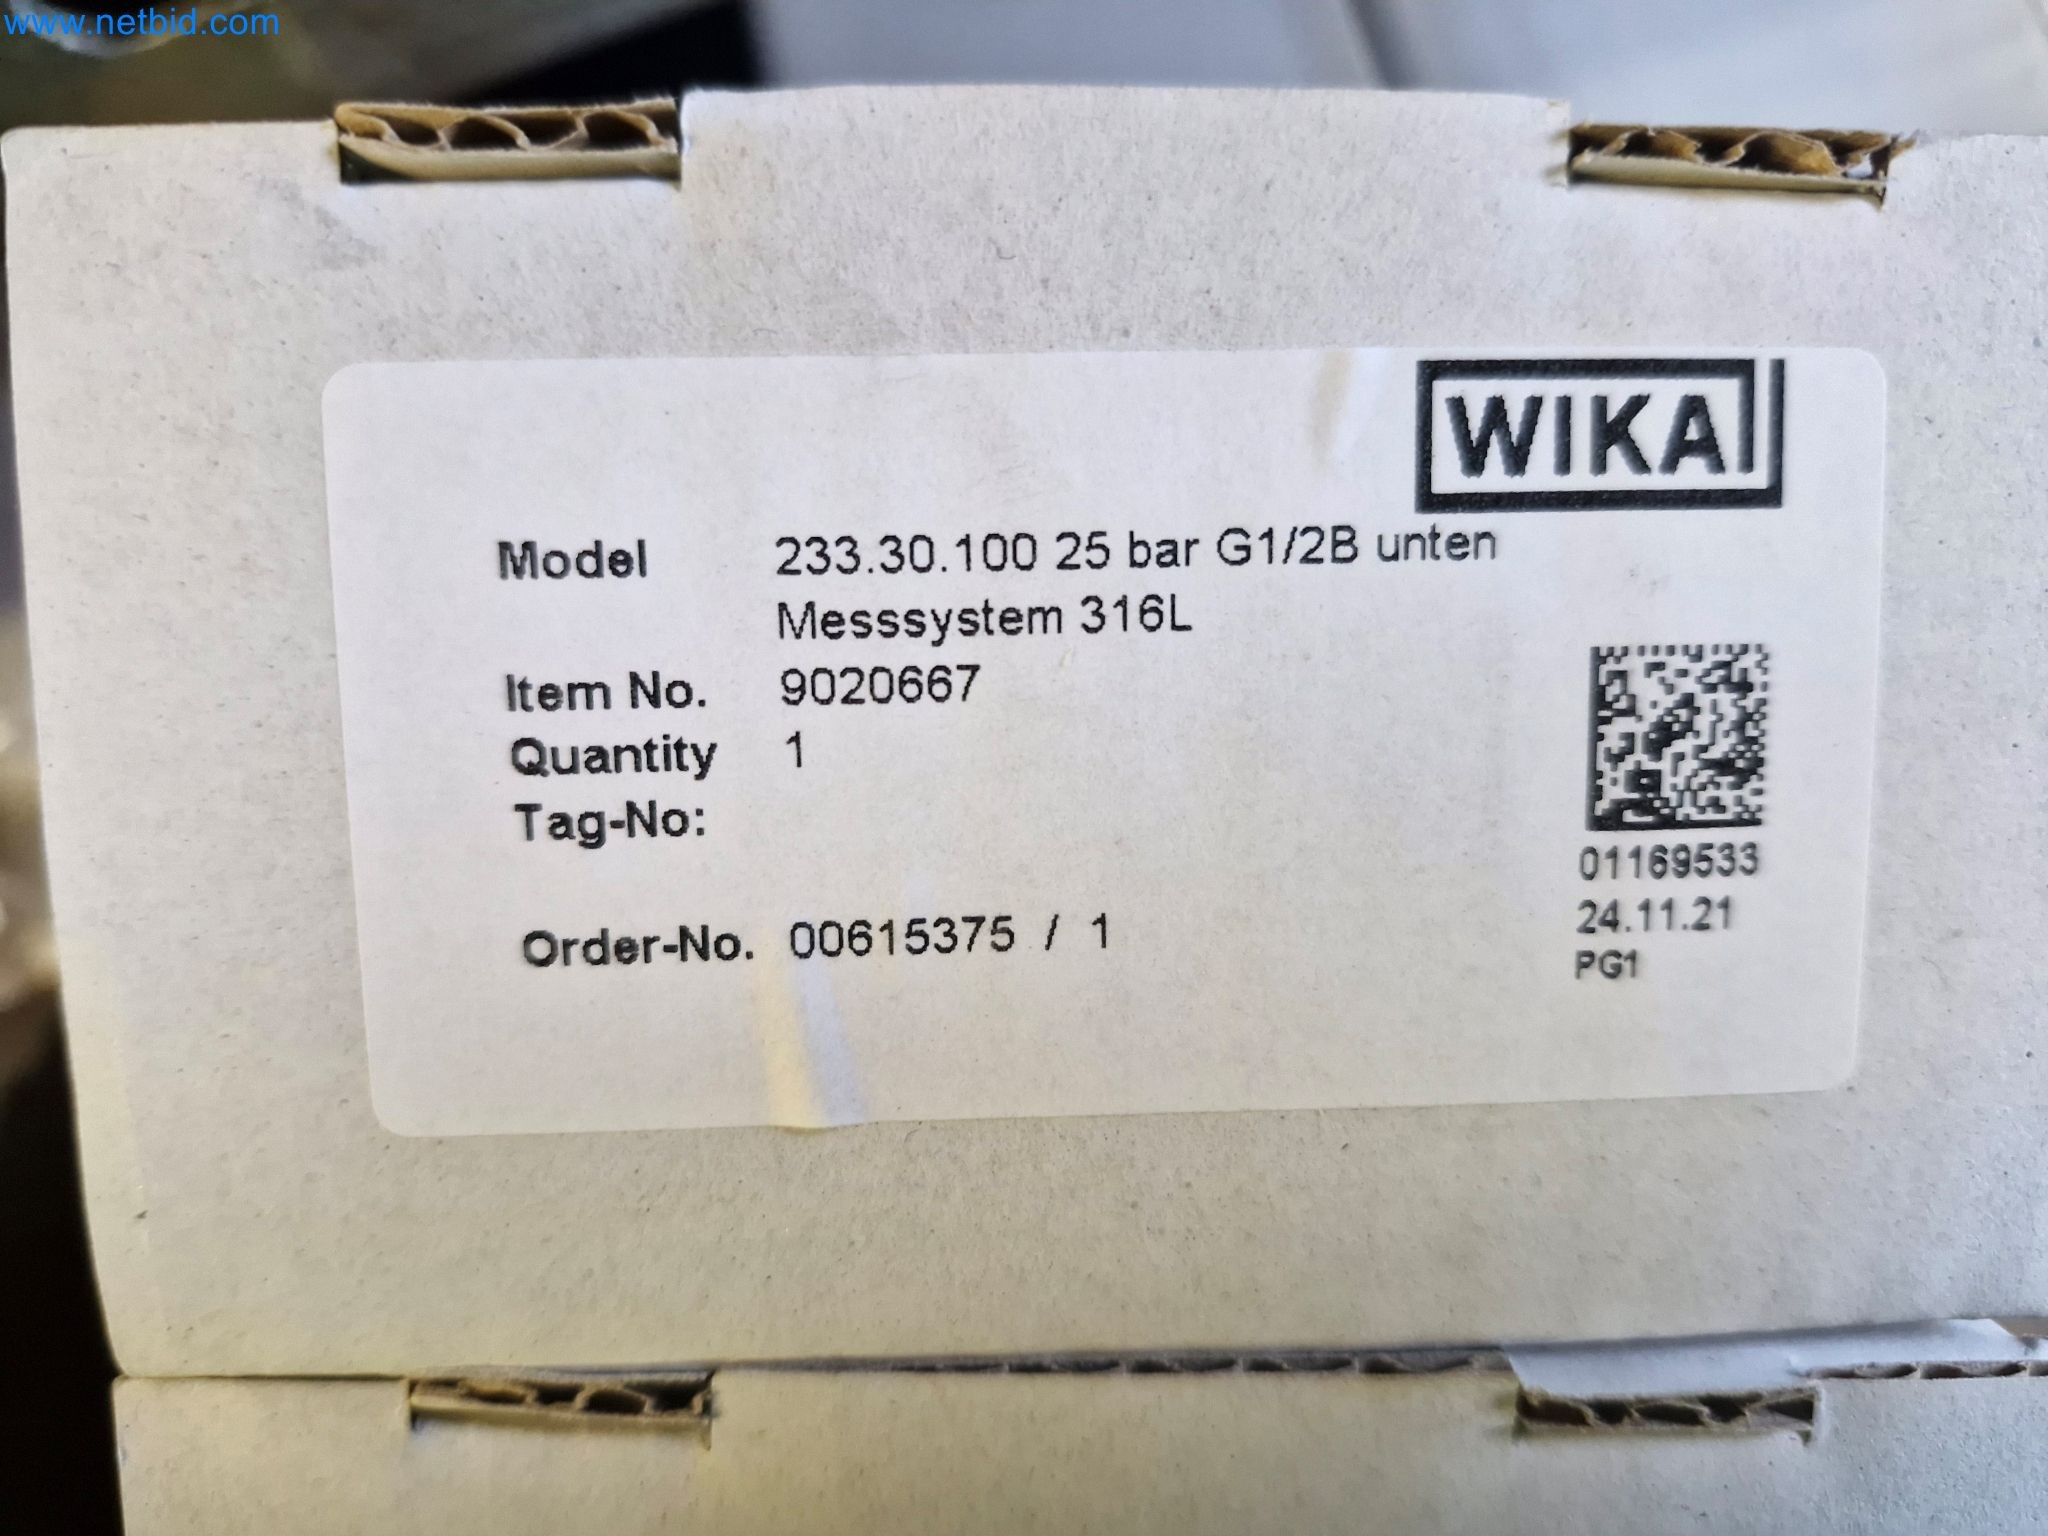 www.netbid.com
WIKA
Model 233.30.100 25 bar G1/2B unten
Messsystem 316L
Item No. 9020667
Quantity 1
Tag-No:
Order-No. 00615375 / 1
01169533
24.11.21
PG1